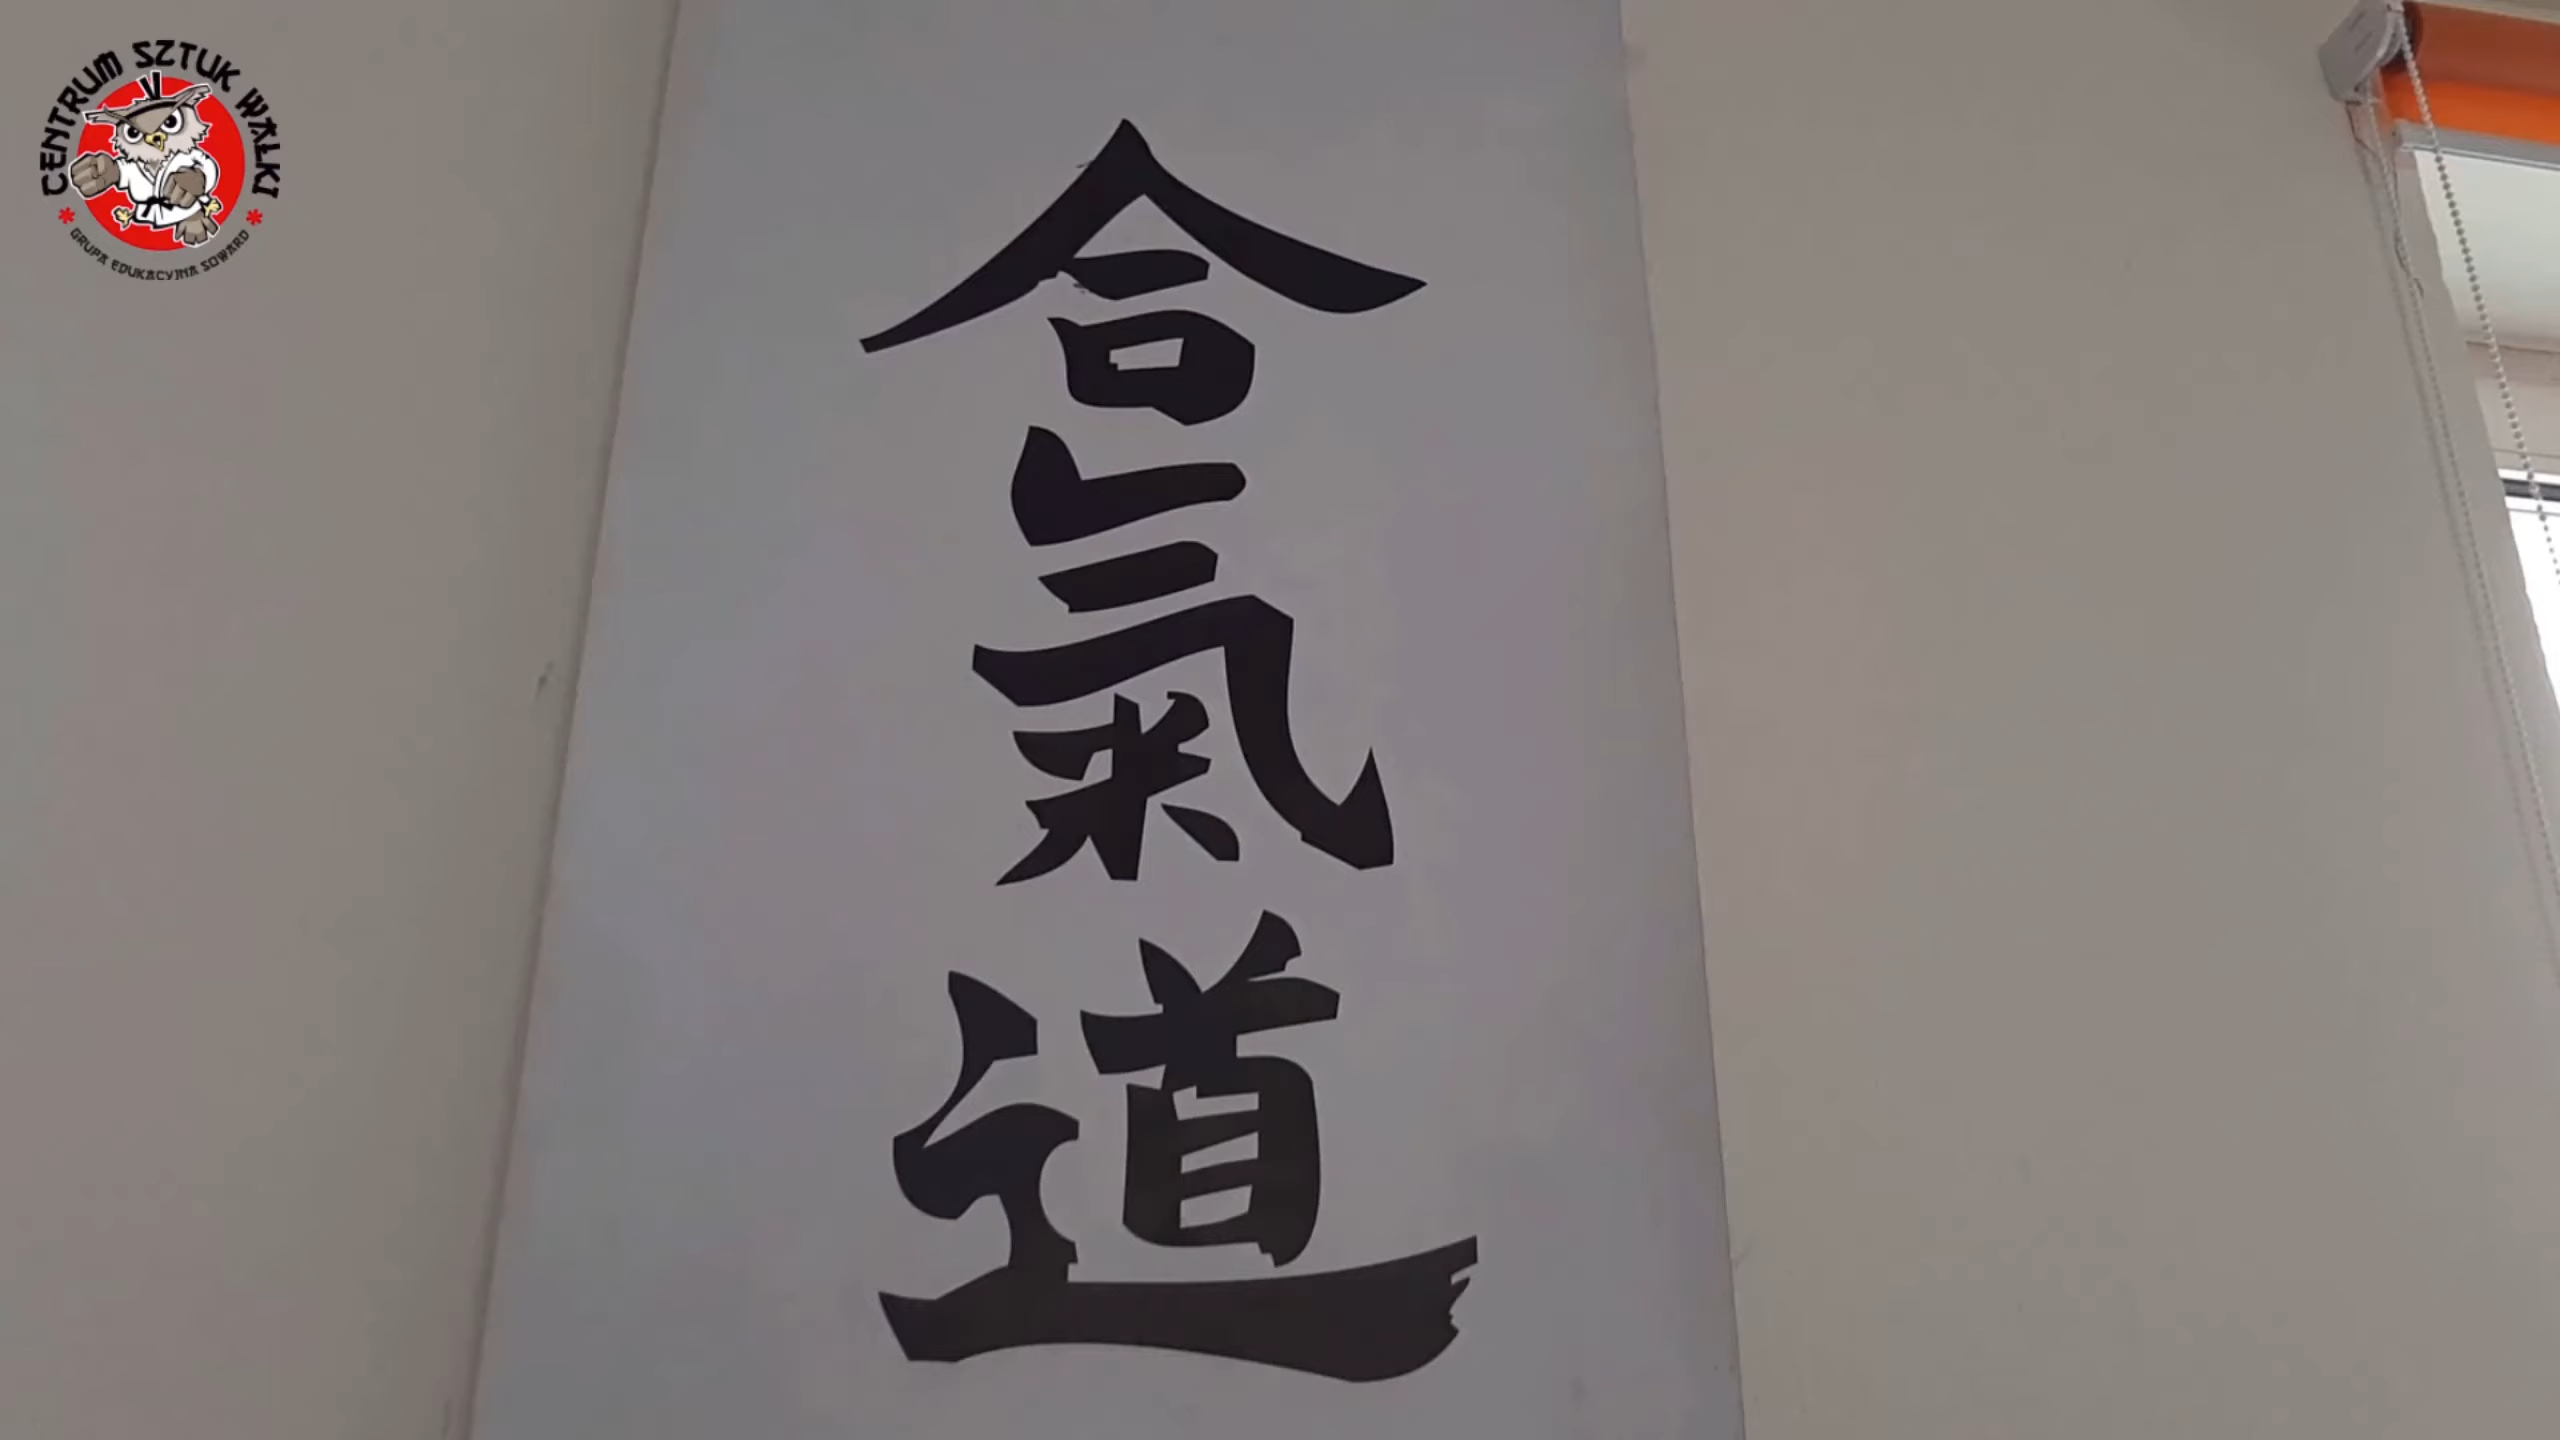 CENTRUM SZTUK WALKI
* GRUPA EDUKACYJNA SOWARD *
合
氣
道